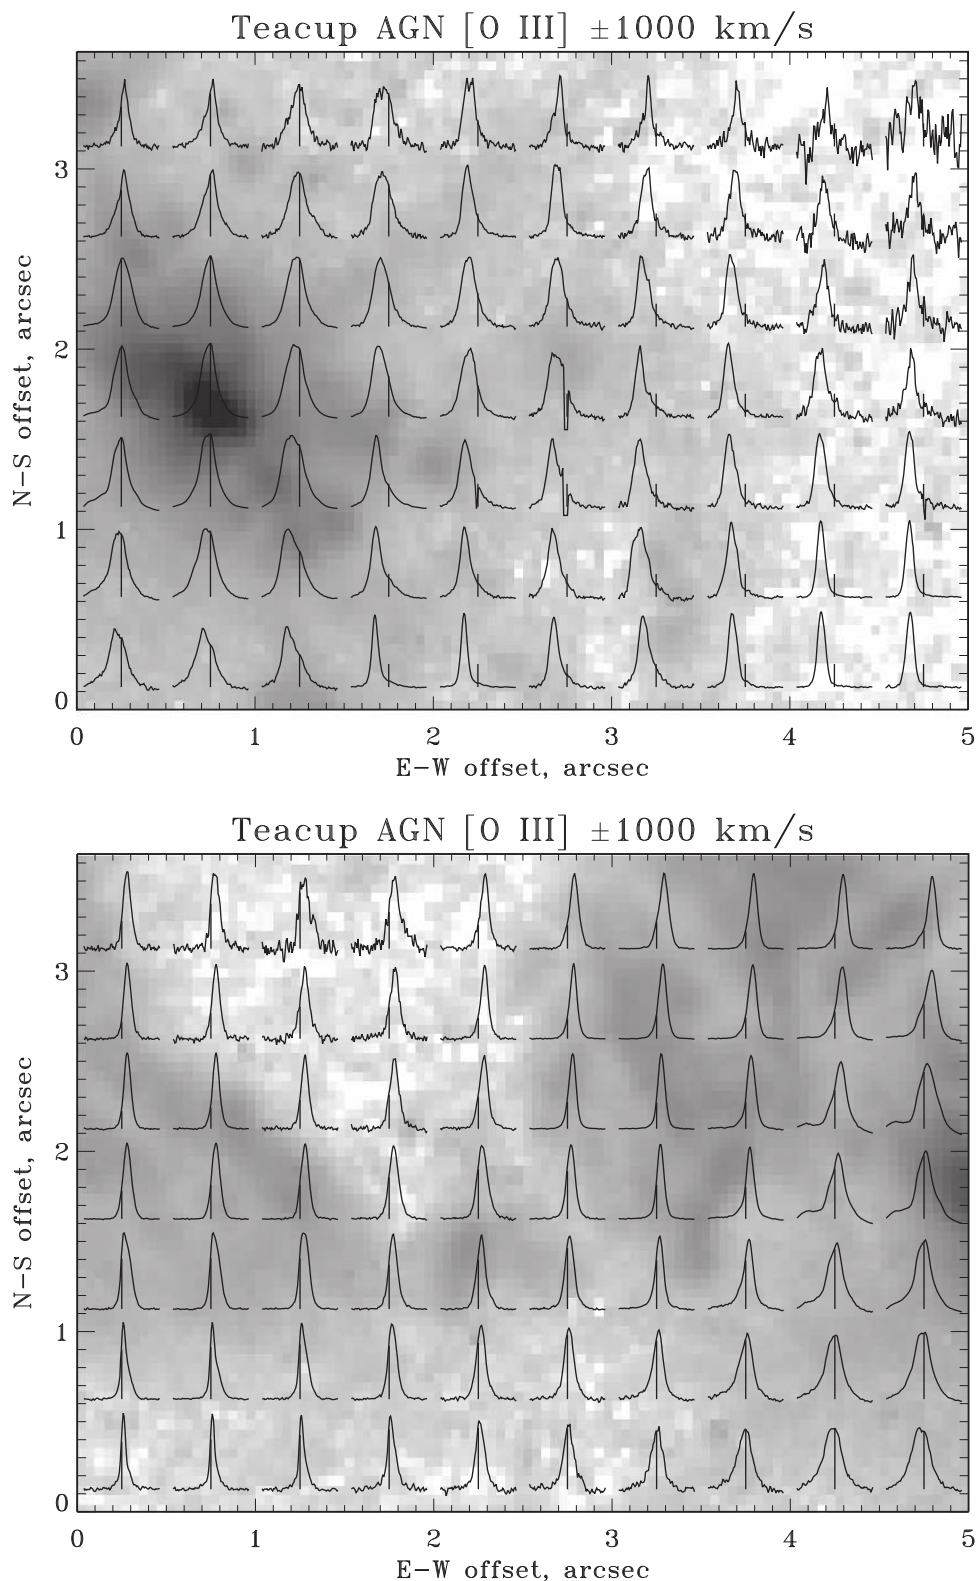 Teacup AGN [O III] ±1000 km/s
N−S offset, arcsec
3
2
1
0
0 1 2 3 4 5
E−W offset, arcsec
Teacup AGN [O III] ±1000 km/s
N−S offset, arcsec
3
2
1
0
0 1 2 3 4 5
E−W offset, arcsec